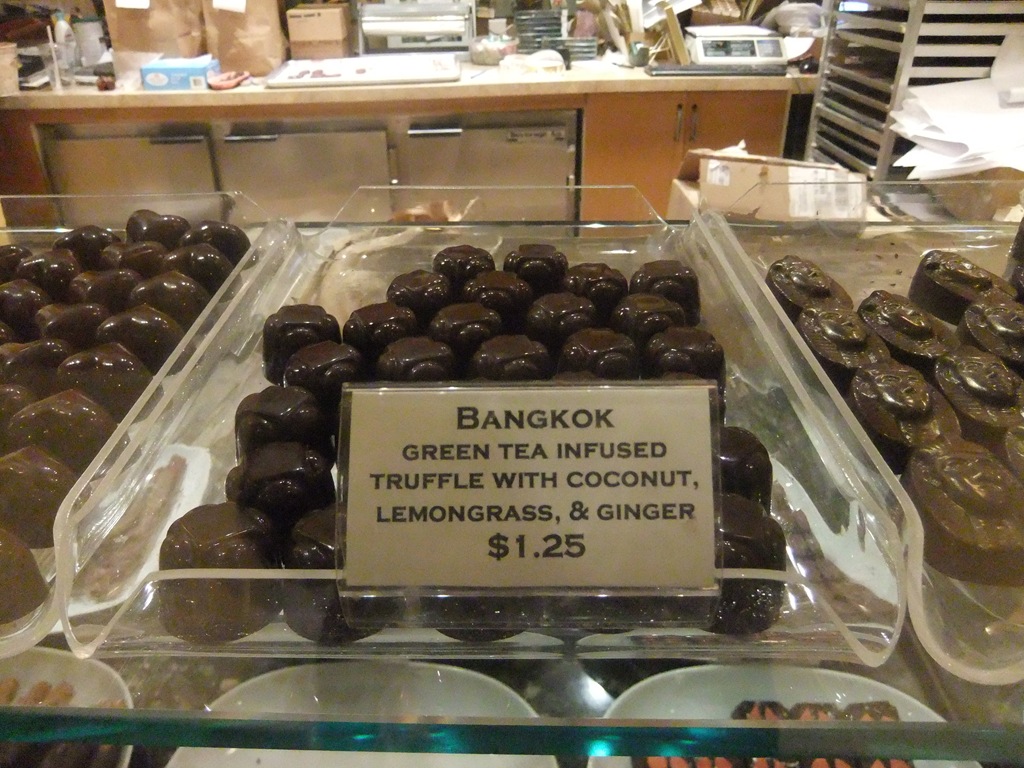 BANGKOK
GREEN TEA INFUSED
TRUFFLE WITH COCONUT,
LEMONGRASS, & GINGER
$1.25